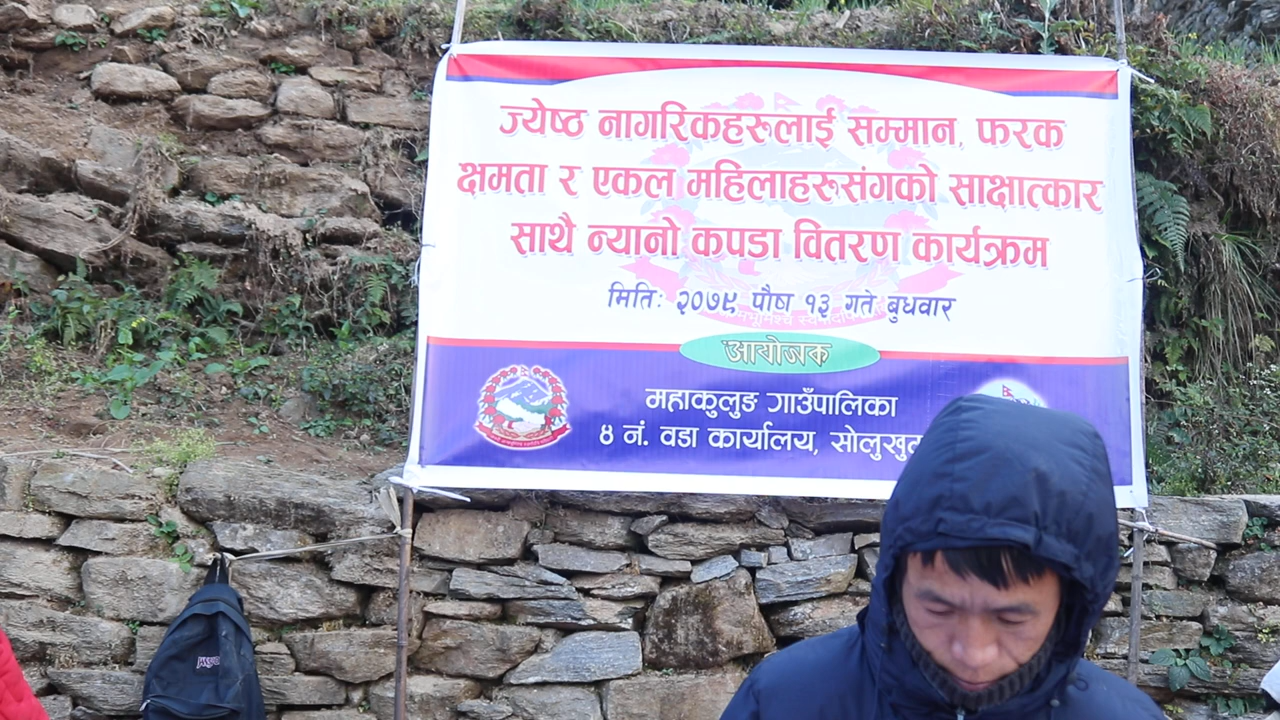 ज्येष्ठ नागरिकहरुलाई सम्मान, फरक
क्षमता र एकल महिलाहरुसंगको साक्षात्कार
साथै न्यानो कपडा वितरण कार्यक्रम
मितिः २०७९ पौष १३ गते बुधवार
आयोजक
महाकुलुङ गाउँपालिका
४ नं. वडा कार्यालय, सोलुखु
JANSPORT